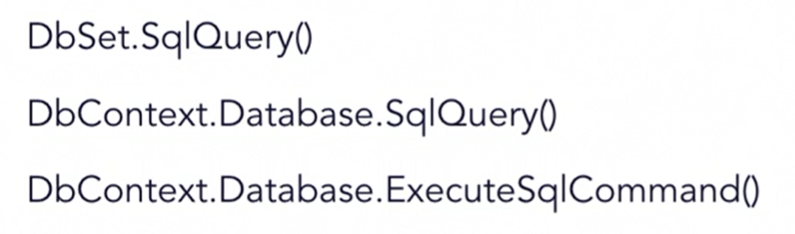 DbSet.SqlQuery()
DbContext.Database.SqlQuery()
DbContext.Database.ExecuteSqlCommand()